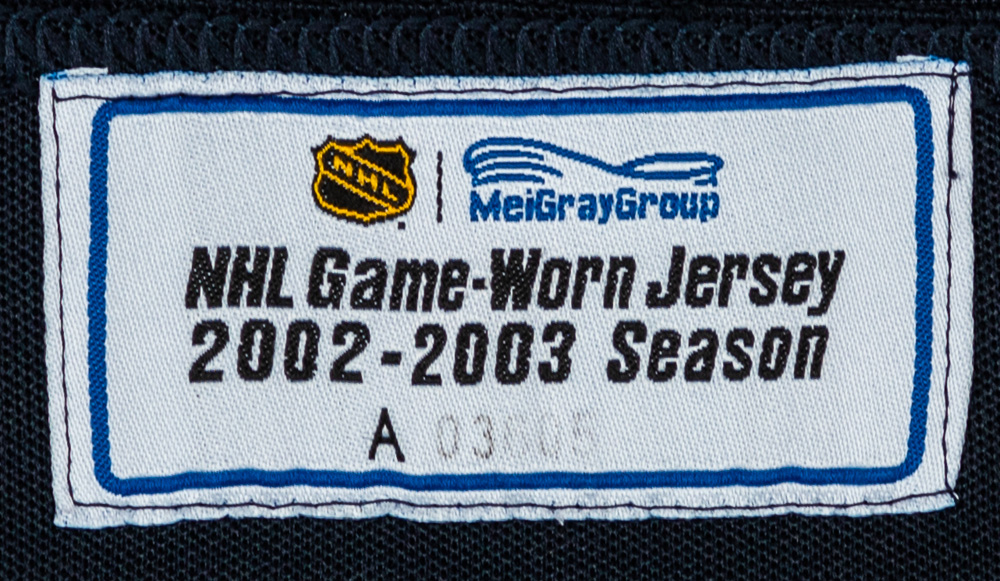 NHL
MeiGrayGroup
NHL Game-Worn Jersey
2002-2003 Season
A